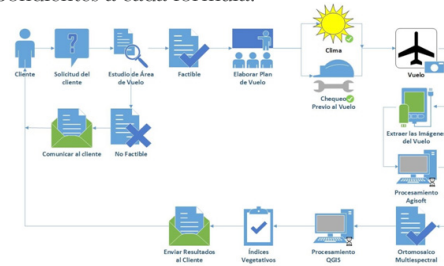 Cliente
Solicitud del
cliente
Estudio de Área
de Vuelo
Factible
Elaborar Plan
de Vuelo
Clima
Chequeo
Previo al Vuelo
Vuelo
Comunicar al cliente
No Factible
Extraer las Imágenes
del Vuelo
Procesamiento
Agisoft
Enviar Resultados
al Cliente
Índices
Vegetativos
Procesamiento
QGIS
Ortomosaico
Multiespectral